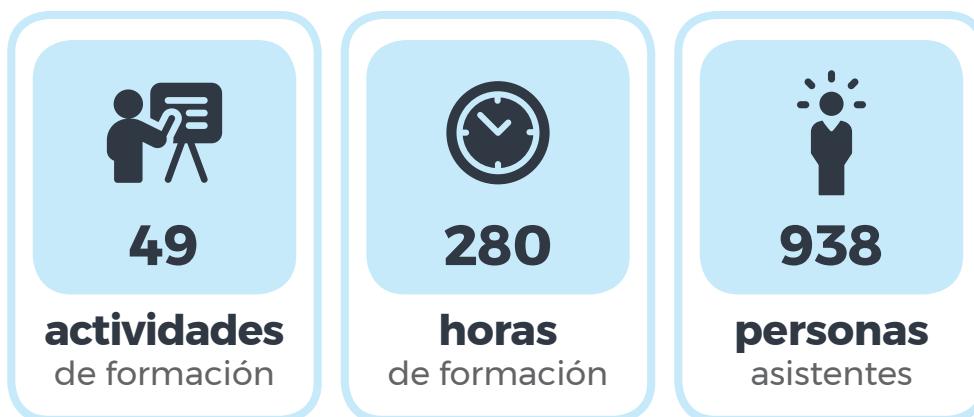 49
actividades
de formación
280
horas
de formación
938
personas
asistentes